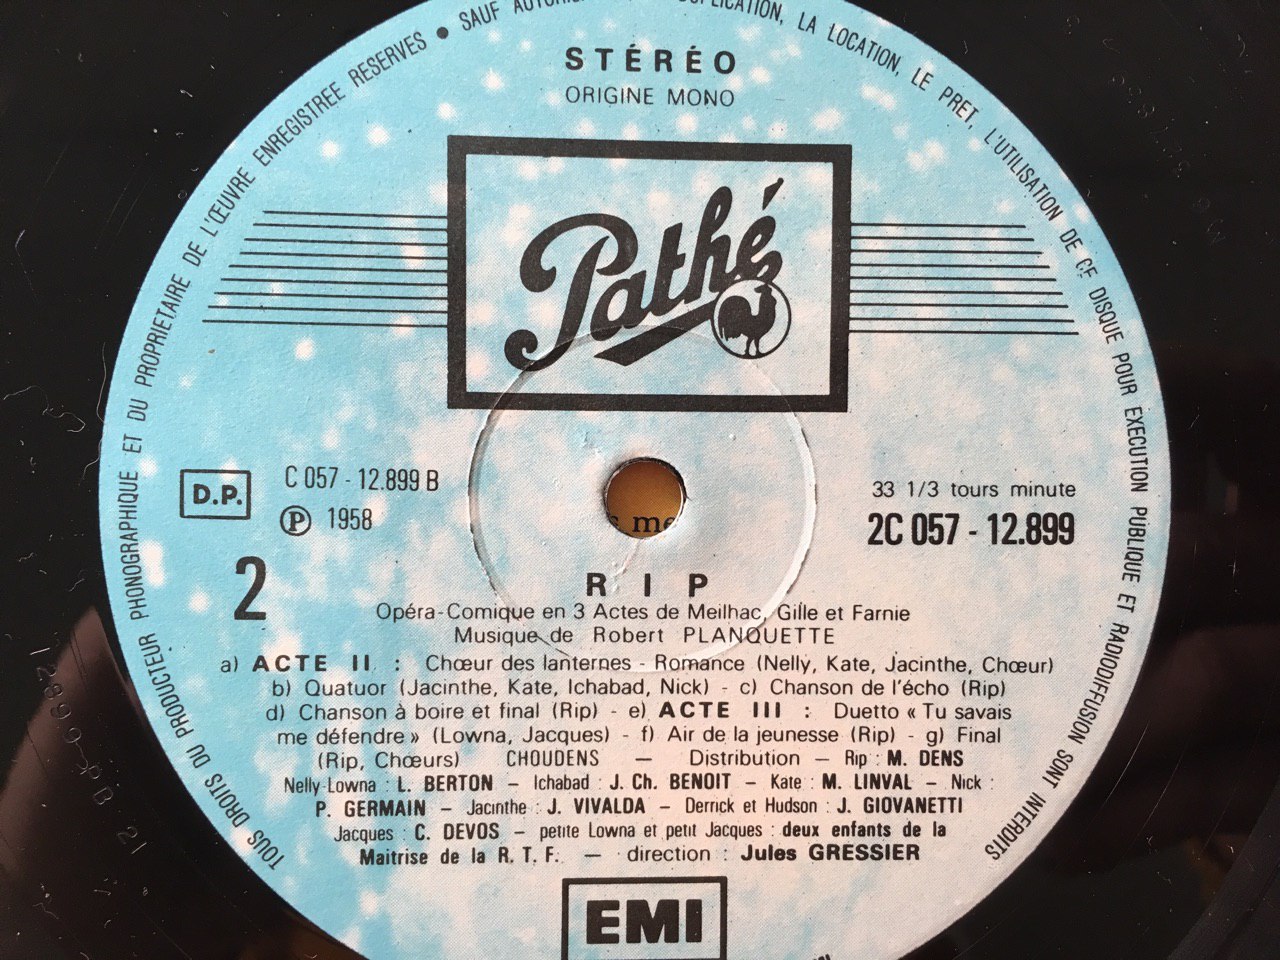 TOUS DROITS DU PRODUCTEUR PHONOGRAPHIQUE ET DU PROPRIETAIRE DE L'ŒUVRE ENREGISTREE RESERVES ● SAUF DUPLICATION, LA LOCATION, LE PRET, L'UTILISATION DE CE DISQUE POUR EXECUTION PUBLIQUE ET RADIODIFFUSION SONT INTERDITS
STÉRÉO
ORIGINE MONO
Pathé
D.P.
C 057 - 12.899 B
Ⓟ 1958
2
33 1/3 tours minute
2C 057 - 12.899
RIP
Opéra-Comique en 3 Actes de Meilhac, Gille et Farnie
Musique de Robert PLANQUETTE
a) ACTE II : Chœur des lanternes - Romance (Nelly, Kate, Jacinthe, Chœur)
b) Quatuor (Jacinthe, Kate, Ichabad, Nick) - c) Chanson de l'écho (Rip)
d) Chanson à boire et final (Rip) - e) ACTE III : Duetto « Tu savais
me défendre » (Lowna, Jacques) - f) Air de la jeunesse (Rip) - g) Final
(Rip, Chœurs) CHOUDENS — Distribution — Rip : M. DENS
Nelly-Lowna : L. BERTON – Ichabad : J. Ch. BENOIT – Kate : M. LINVAL - Nick :
P. GERMAIN – Jacinthe : J. VIVALDA – Derrick et Hudson : J. GIOVANETTI
Jacques : C. DEVOS – petite Lowna et petit Jacques : deux enfants de la
Maitrise de la R. T. F. — direction : Jules GRESSIER
EMI